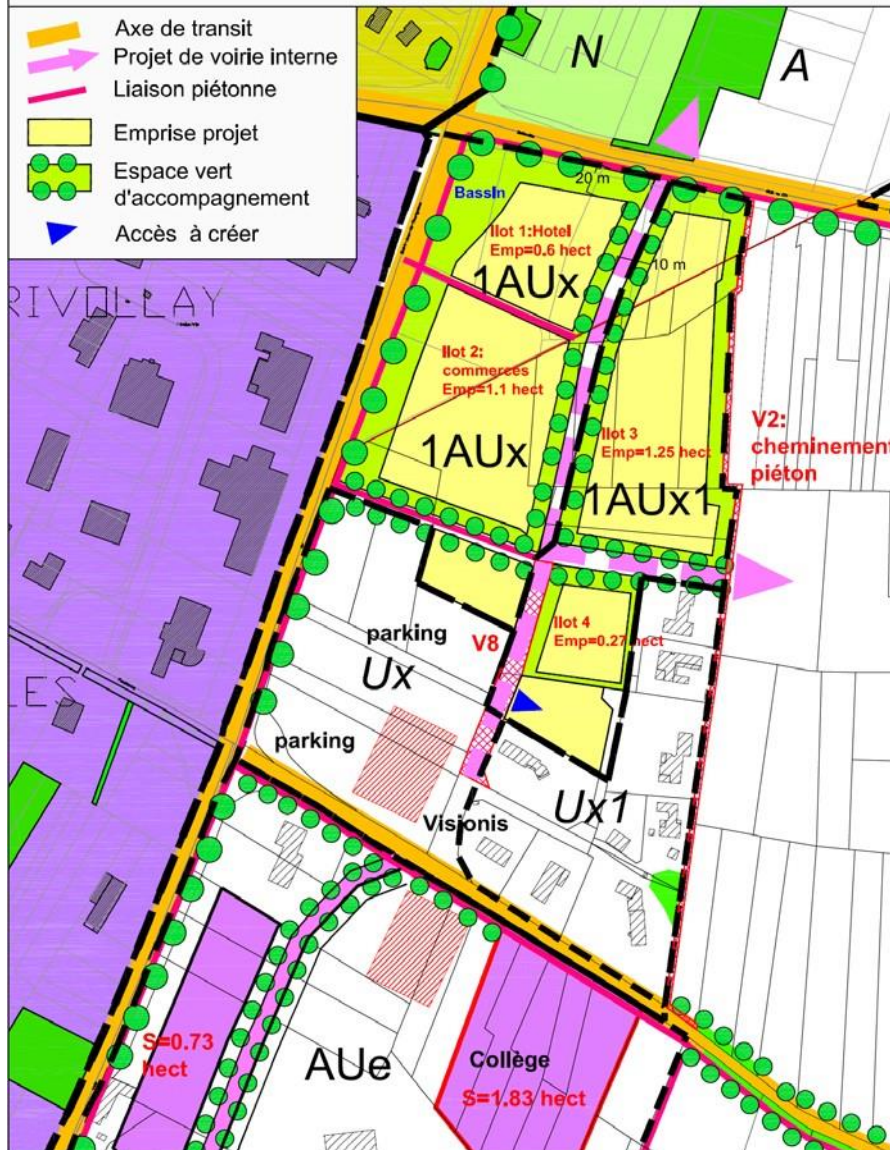 Axe de transit
Projet de voirie interne
Liaison piétonne
Emprise projet
Espace vert
d'accompagnement
Accès à créer
N
A
20 m
Bassin
Ilot 1:Hotel
Emp=0.6 hect
10 m
1AUx
RIVOLLAY
Ilot 2:
commerces
Emp=1.1 hect
Ilot 3
Emp=1.25 hect
V2:
cheminement
piéton
1AUx
1AUx1
Ilot 4
Emp=0.27 hect
parking
V8
Ux
LES
parking
Ux1
Visionis
S=0.73
hect
AUe
Collège
S=1.83 hect